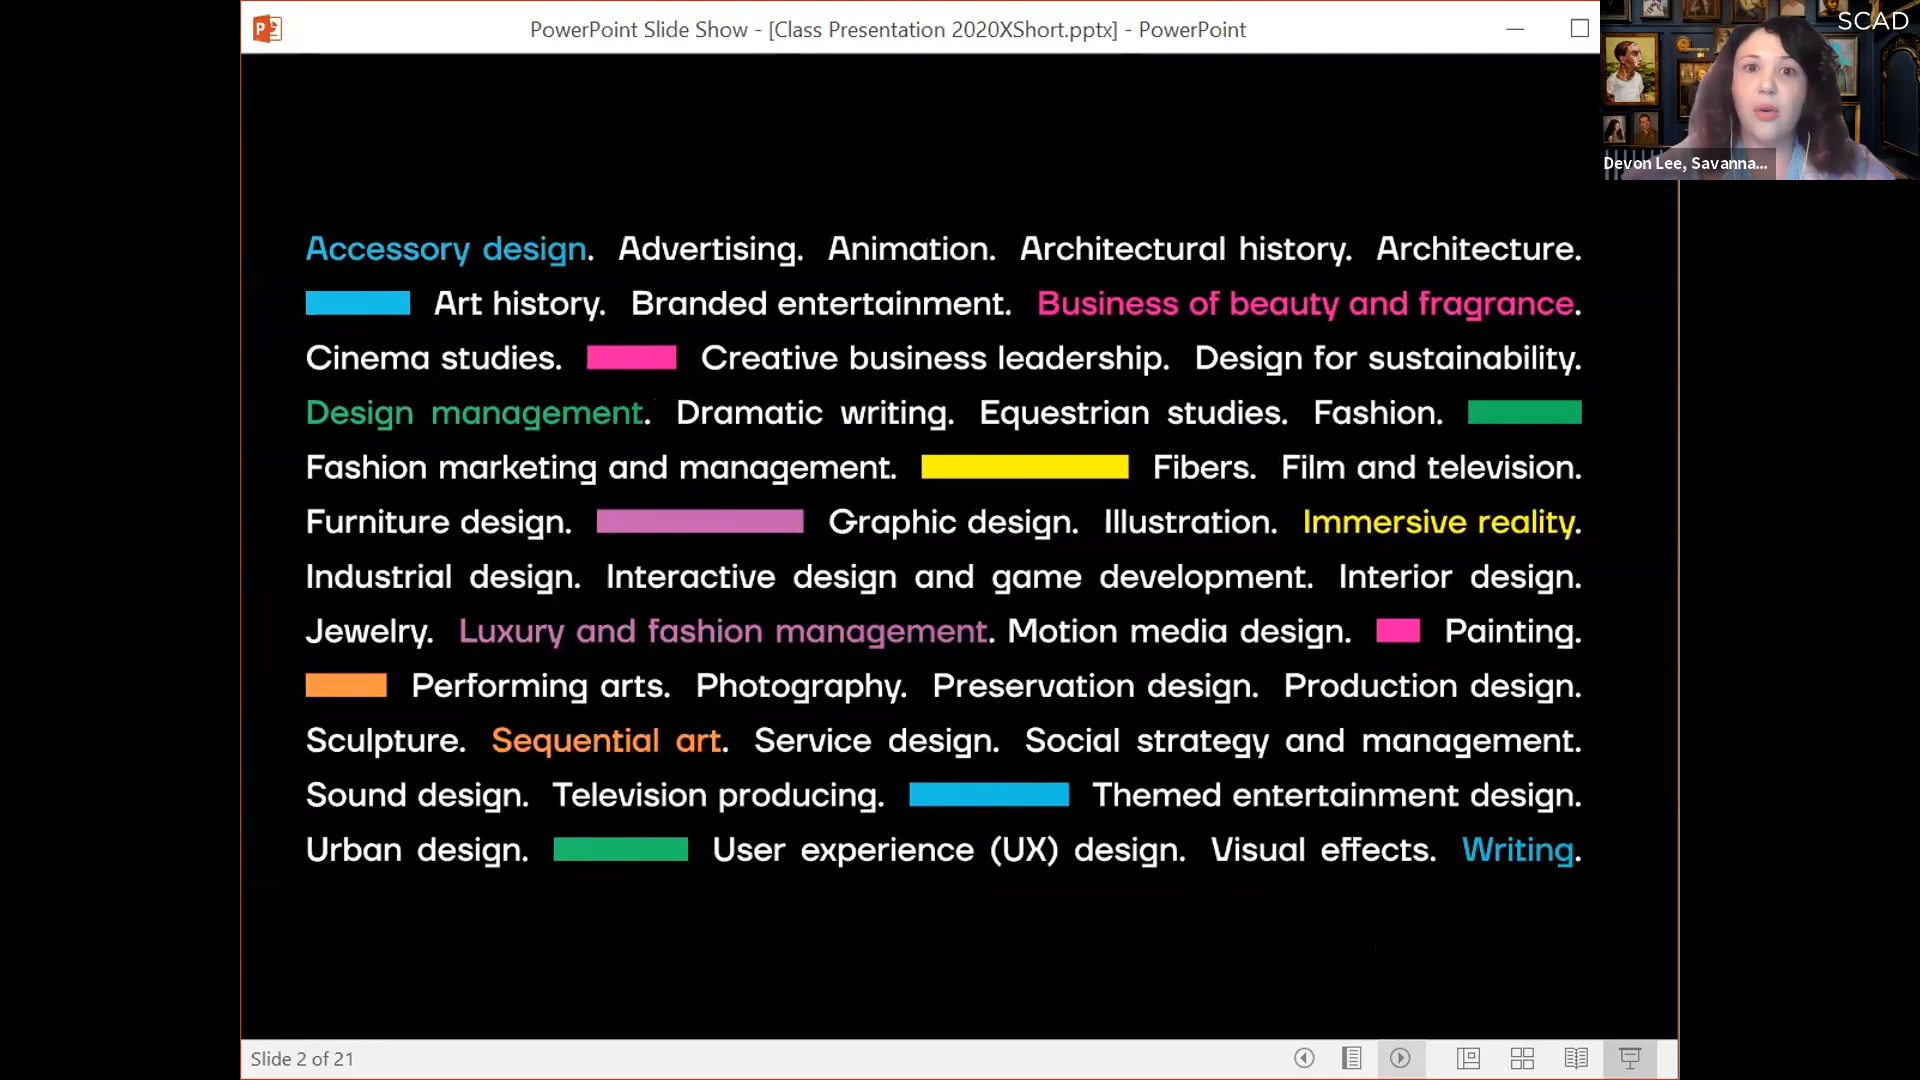 PowerPoint Slide Show - [Class Presentation 2020XShort.pptx] - PowerPoint
SCAD
Devon Lee, Savanna...
Accessory design. Advertising. Animation. Architectural history. Architecture.
Art history. Branded entertainment. Business of beauty and fragrance.
Cinema studies. Creative business leadership. Design for sustainability.
Design management. Dramatic writing. Equestrian studies. Fashion.
Fashion marketing and management. Fibers. Film and television.
Furniture design. Graphic design. Illustration. Immersive reality.
Industrial design. Interactive design and game development. Interior design.
Jewelry. Luxury and fashion management. Motion media design. Painting.
Performing arts. Photography. Preservation design. Production design.
Sculpture. Sequential art. Service design. Social strategy and management.
Sound design. Television producing. Themed entertainment design.
Urban design. User experience (UX) design. Visual effects. Writing.
Slide 2 of 21